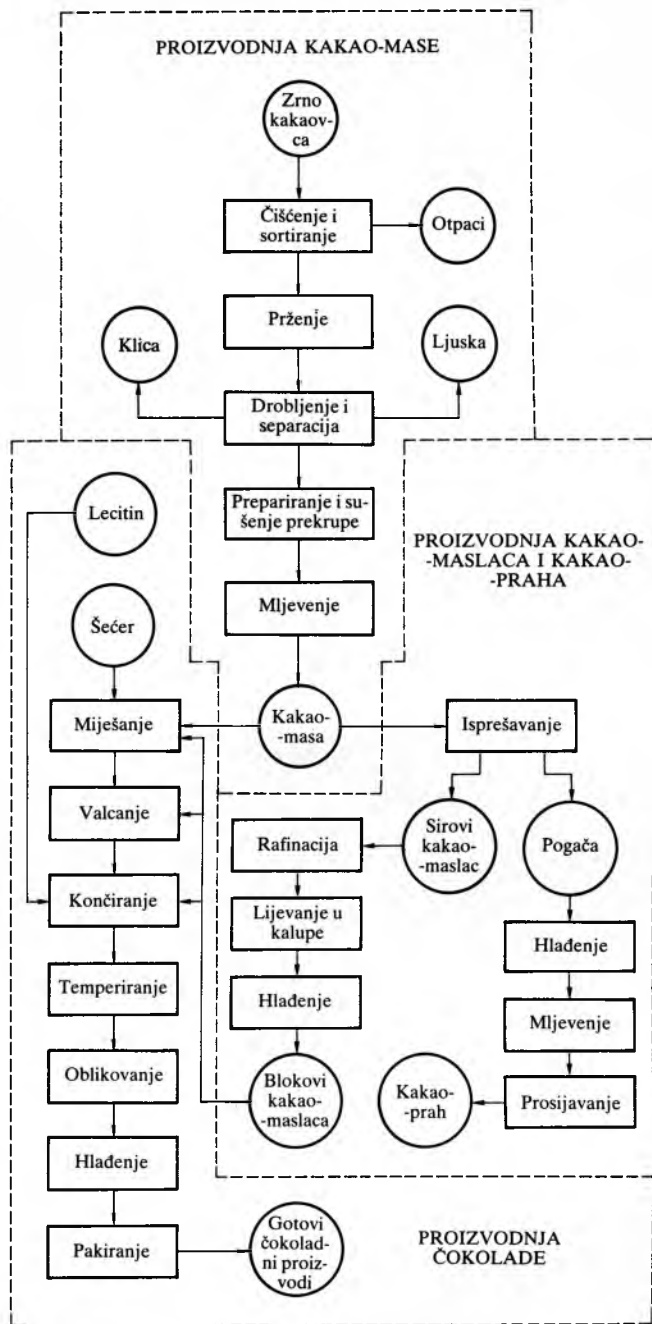 PROIZVODNJA KAKAO-MASE
Zrno
kakaov-
ca
Čišćenje i
sortiranje
Otpaci
Prženje
Klica
Ljuska
Drobljenje i
separacija
Lecitin
Prepariranje i su-
šenje prekrupe
PROIZVODNJA KAKAO-
-MASLACA I KAKAO-
-PRAHA
Šećer
Mljevenje
Miješanje
Kakao-
-masa
Isprešavanje
Valcanje
Rafinacija
Sirovi
kakao-
-maslac
Pogača
Končiranje
Lijevanje u
kalupe
Hlađenje
Temperiranje
Hlađenje
Mljevenje
Oblikovanje
Blokovi
kakao-
-maslaca
Kakao-
-prah
Prosijavanje
Hlađenje
Pakiranje
Gotovi
čokolad-
ni proiz-
vodi
PROIZVODNJA
ČOKOLADE